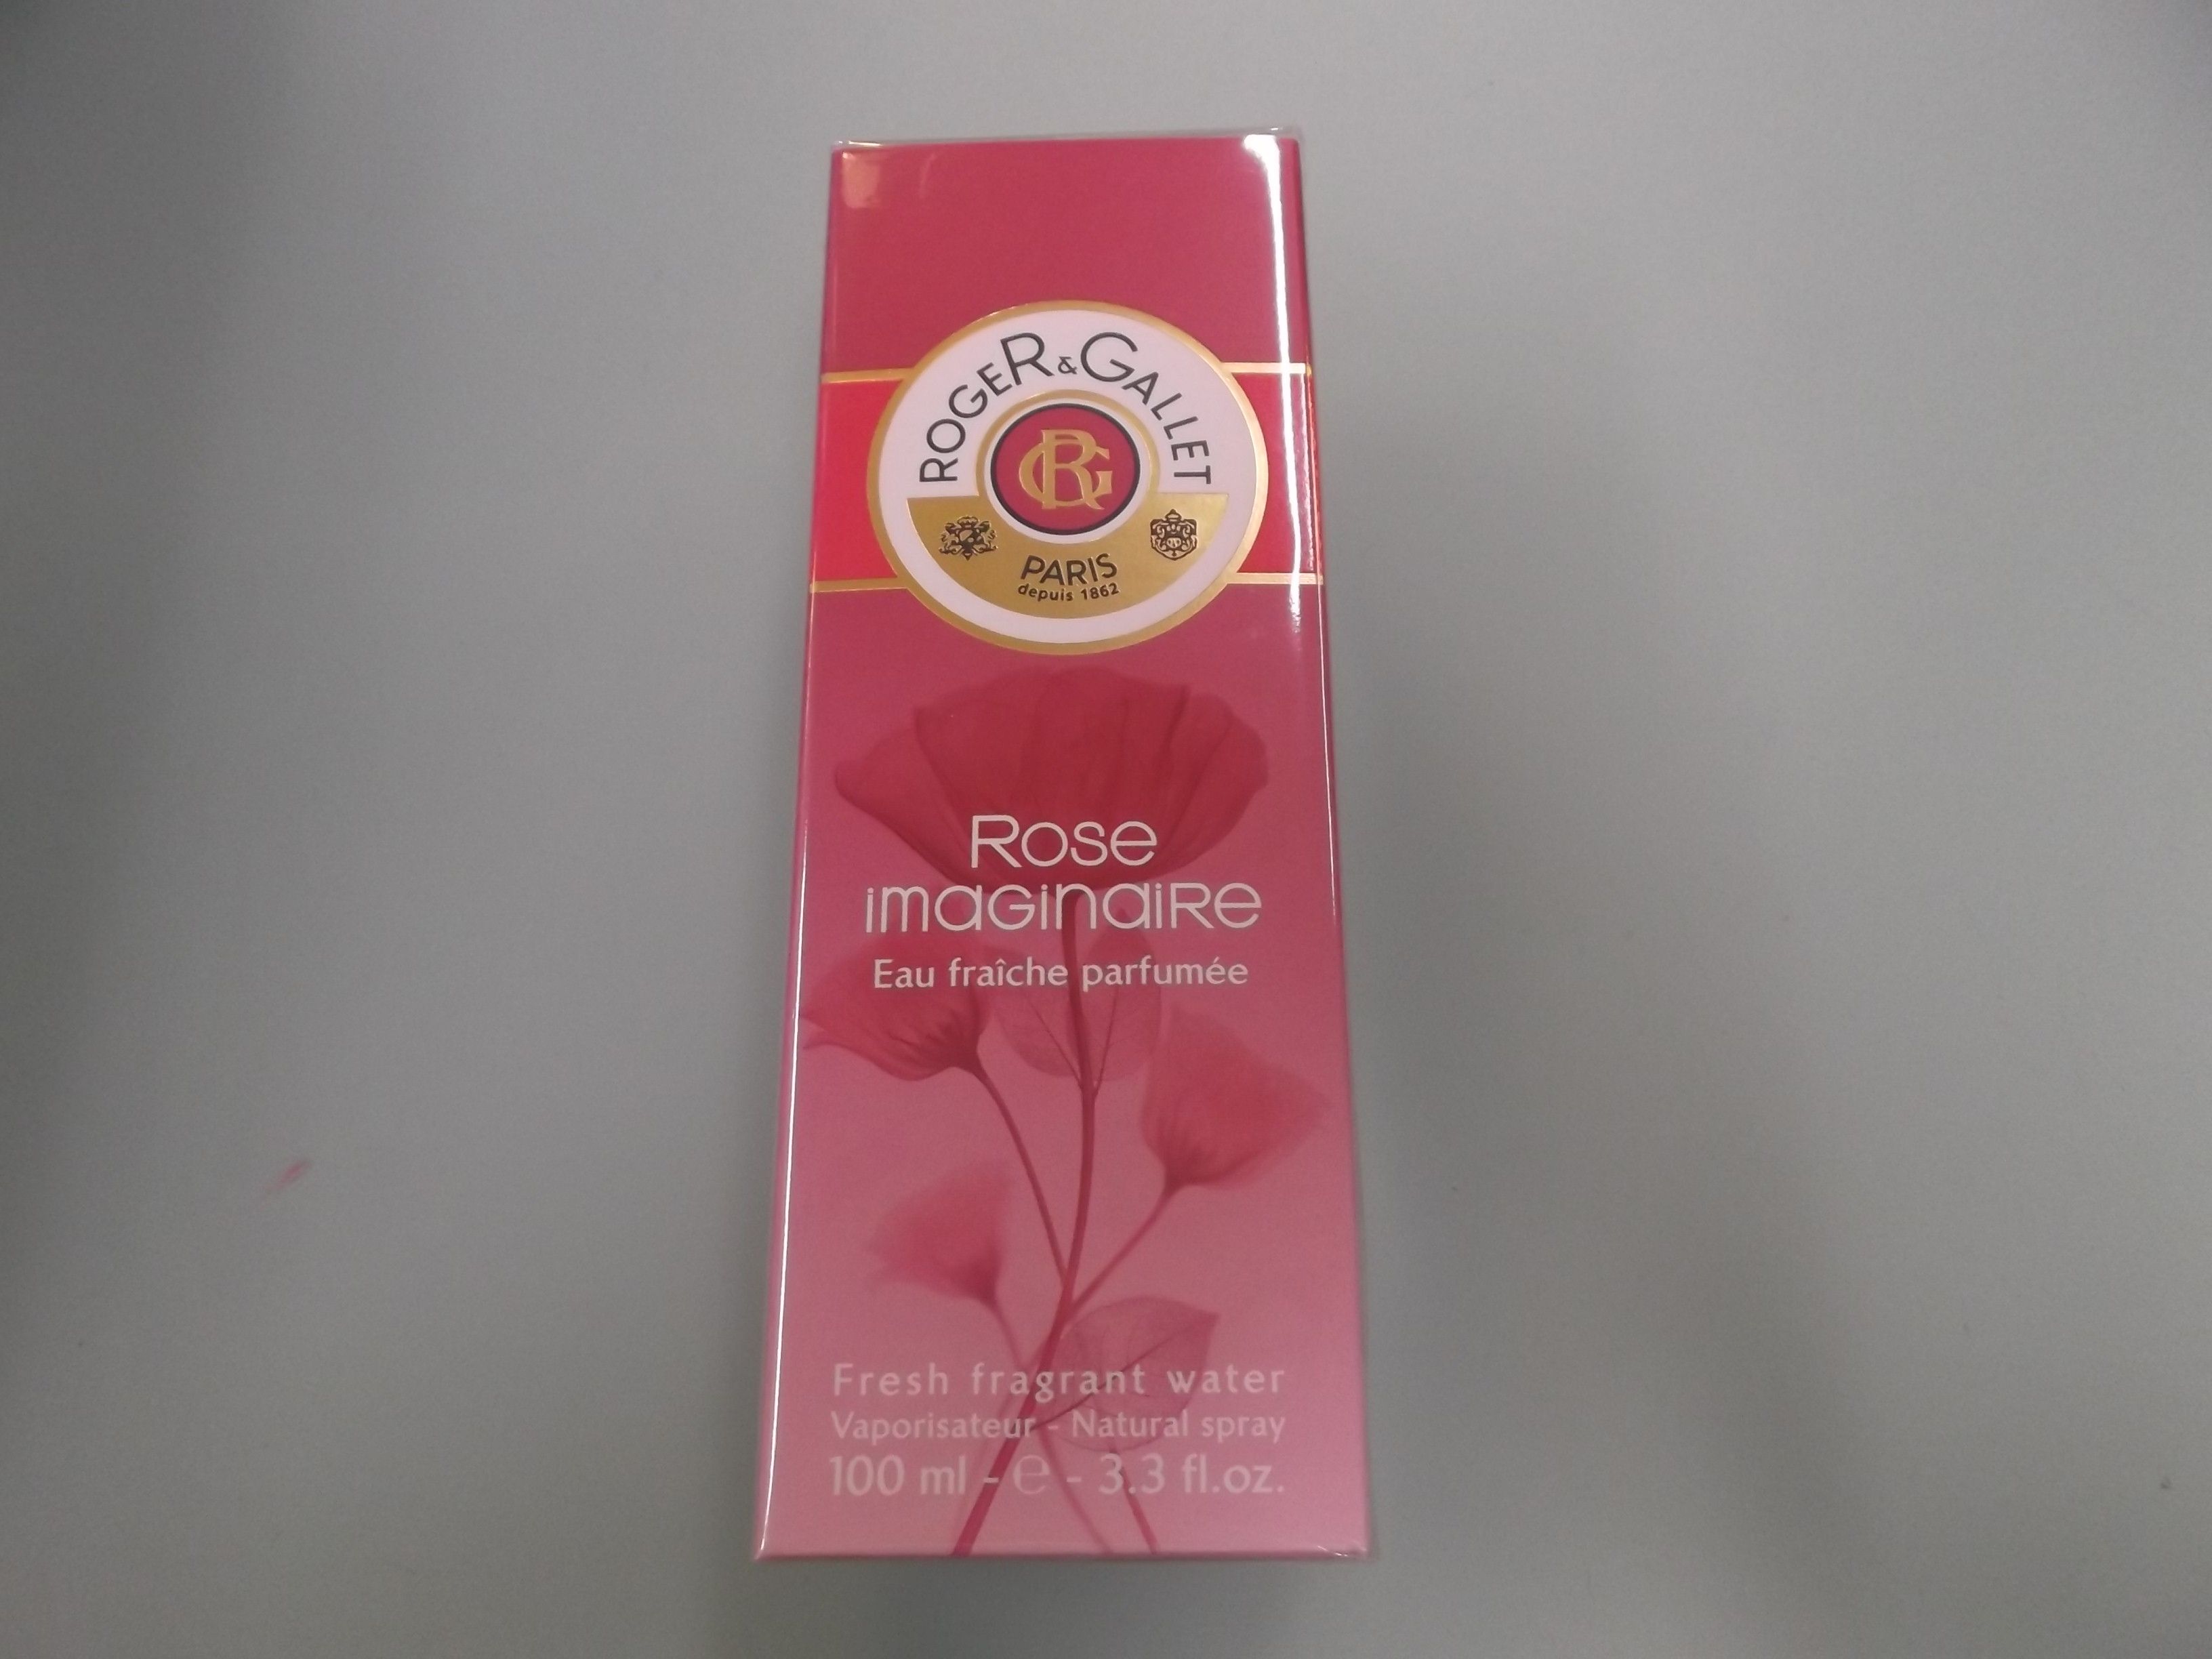 ROGER & GALLET
RG
PARIS
depuis 1862
Rose
imaginaire
Eau fraîche parfumée
Fresh fragrant water
Vaporisateur - Natural spray
100 ml - e - 3.3 fl.oz.